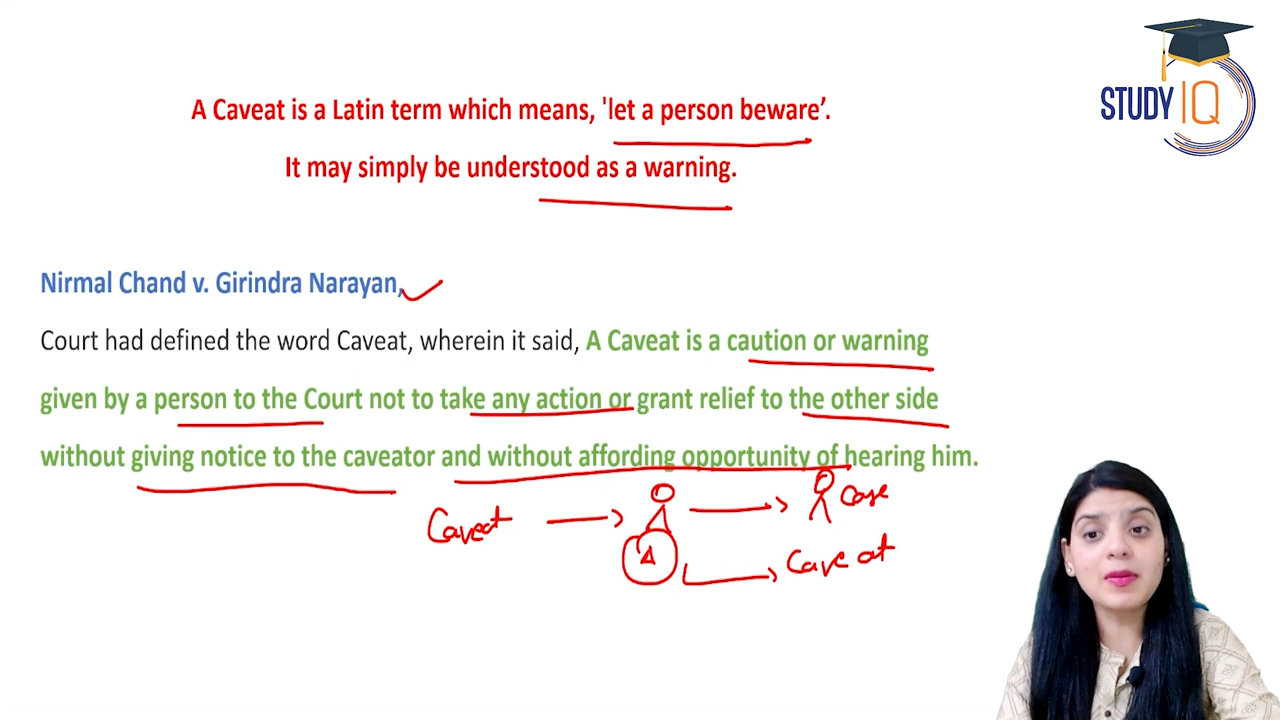 STUDY IQ
A Caveat is a Latin term which means, 'let a person beware’.
It may simply be understood as a warning.
Nirmal Chand v. Girindra Narayan,
Court had defined the word Caveat, wherein it said, A Caveat is a caution or warning
given by a person to the Court not to take any action or grant relief to the other side
without giving notice to the caveator and without affording opportunity of hearing him.
Caveat
Case
A
Caveat